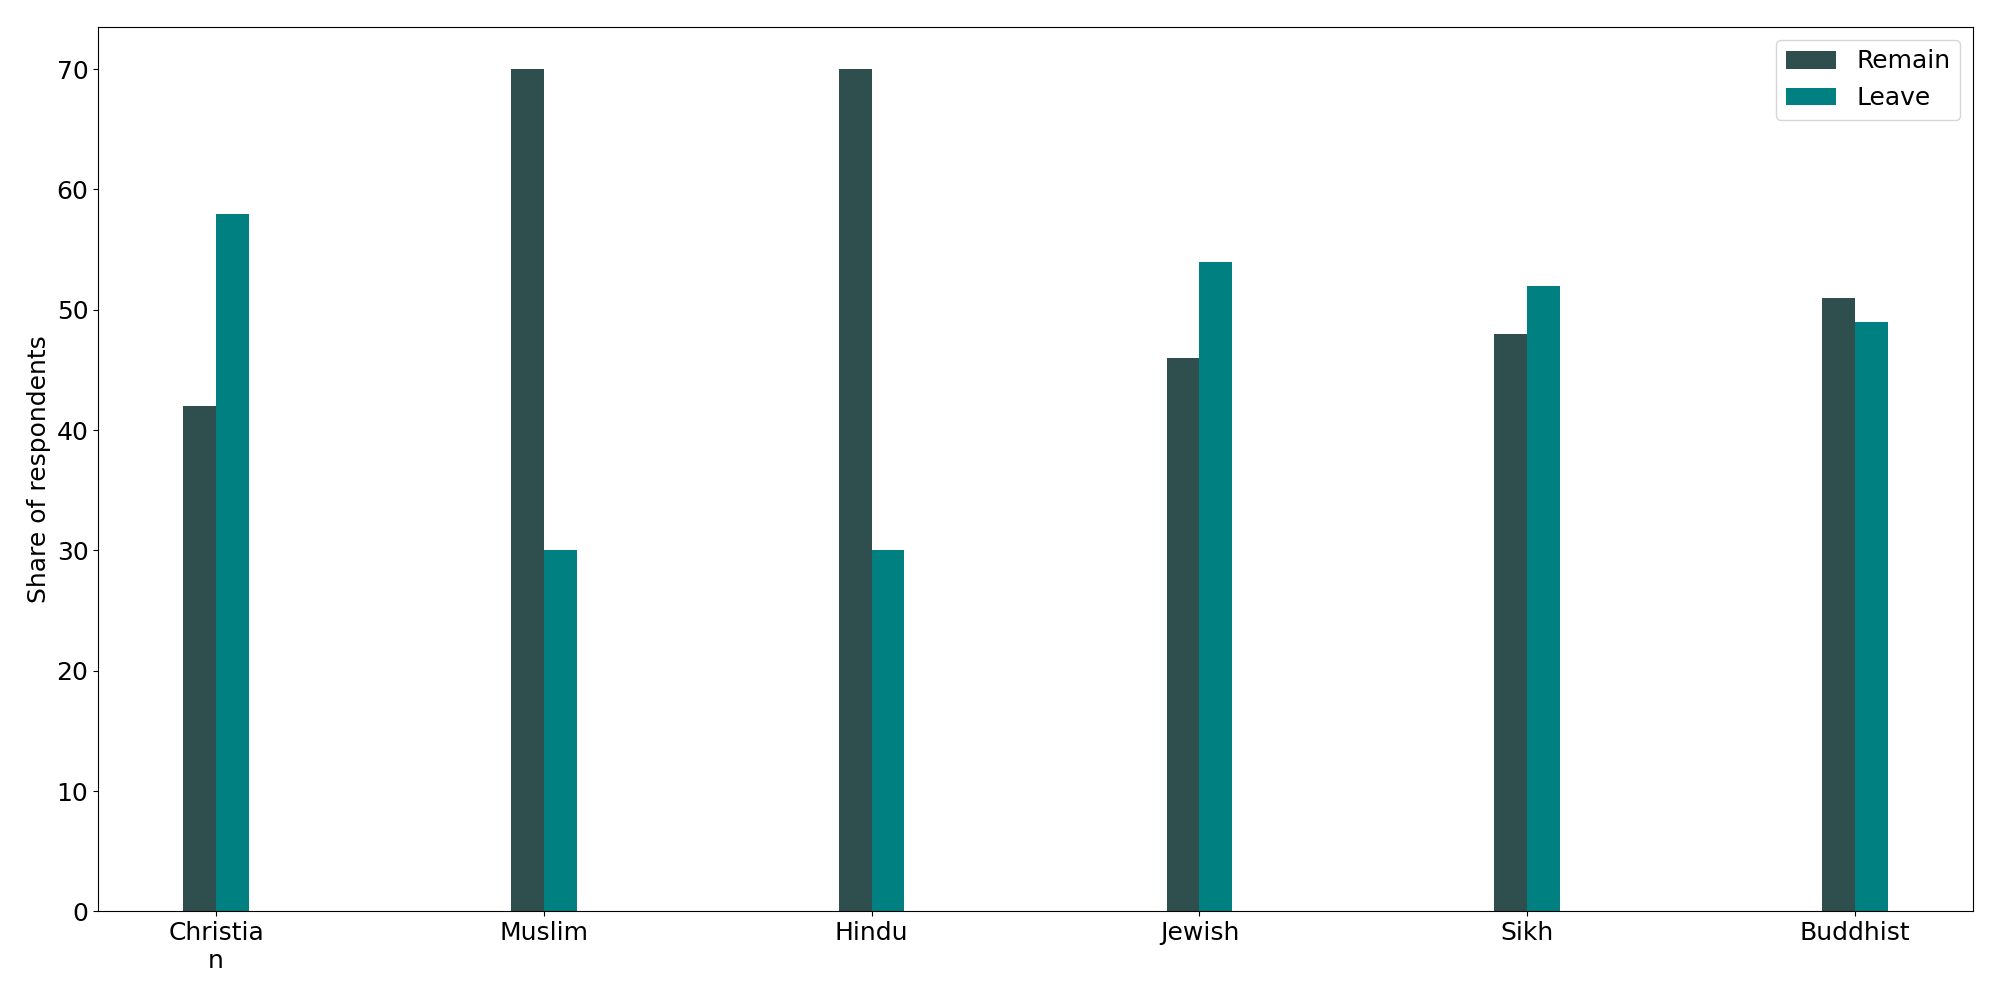 Share of respondents
70
60
50
40
30
20
10
0
Christia
n
Muslim
Hindu
Jewish
Sikh
Buddhist
Remain
Leave